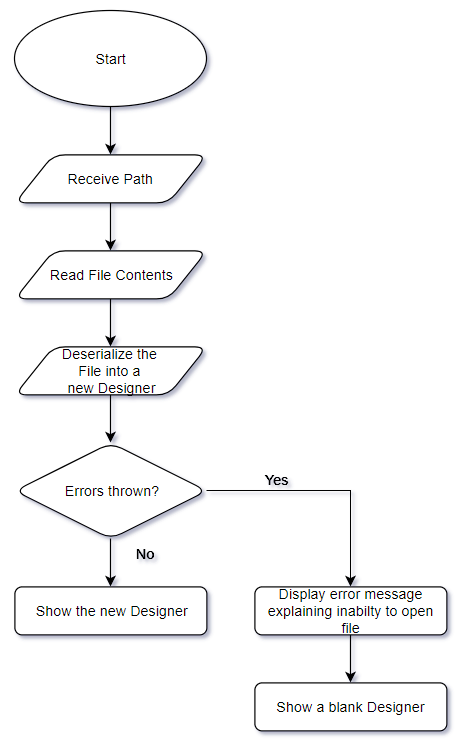 Start
Receive Path
Read File Contents
Deserialize the
File into a
new Designer
Errors thrown?
Yes
No
Show the new Designer
Display error message
explaining inabilty to open
file
Show a blank Designer